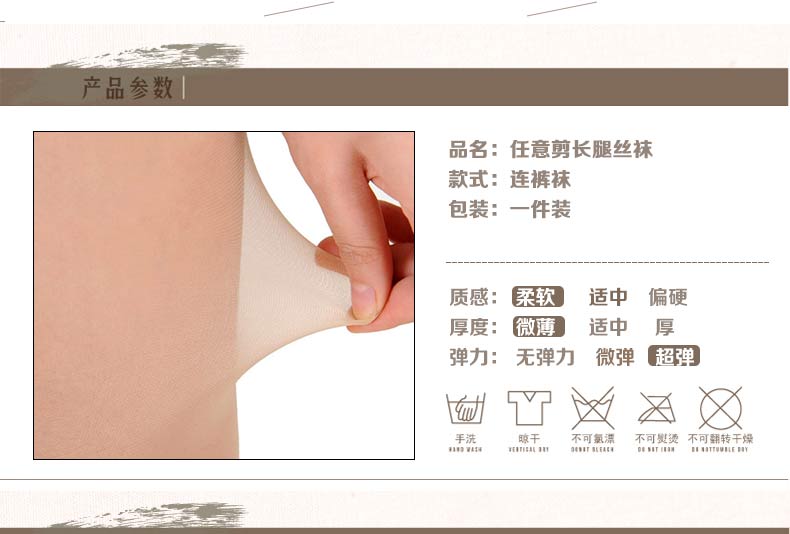 产品参数
品名：任意剪长腿丝袜
款式：连裤袜
包装：一件装
质感：柔软 适中 偏硬
厚度：微薄 适中 厚
弹力：无弹力 微弹 超弹
手洗 晾干 不可氯漂 不可熨烫 不可翻转干燥
HAND WASH VERTICAL DRY DONOT BLEACH DO NOT IRON DO NOTTUMBLE DRY